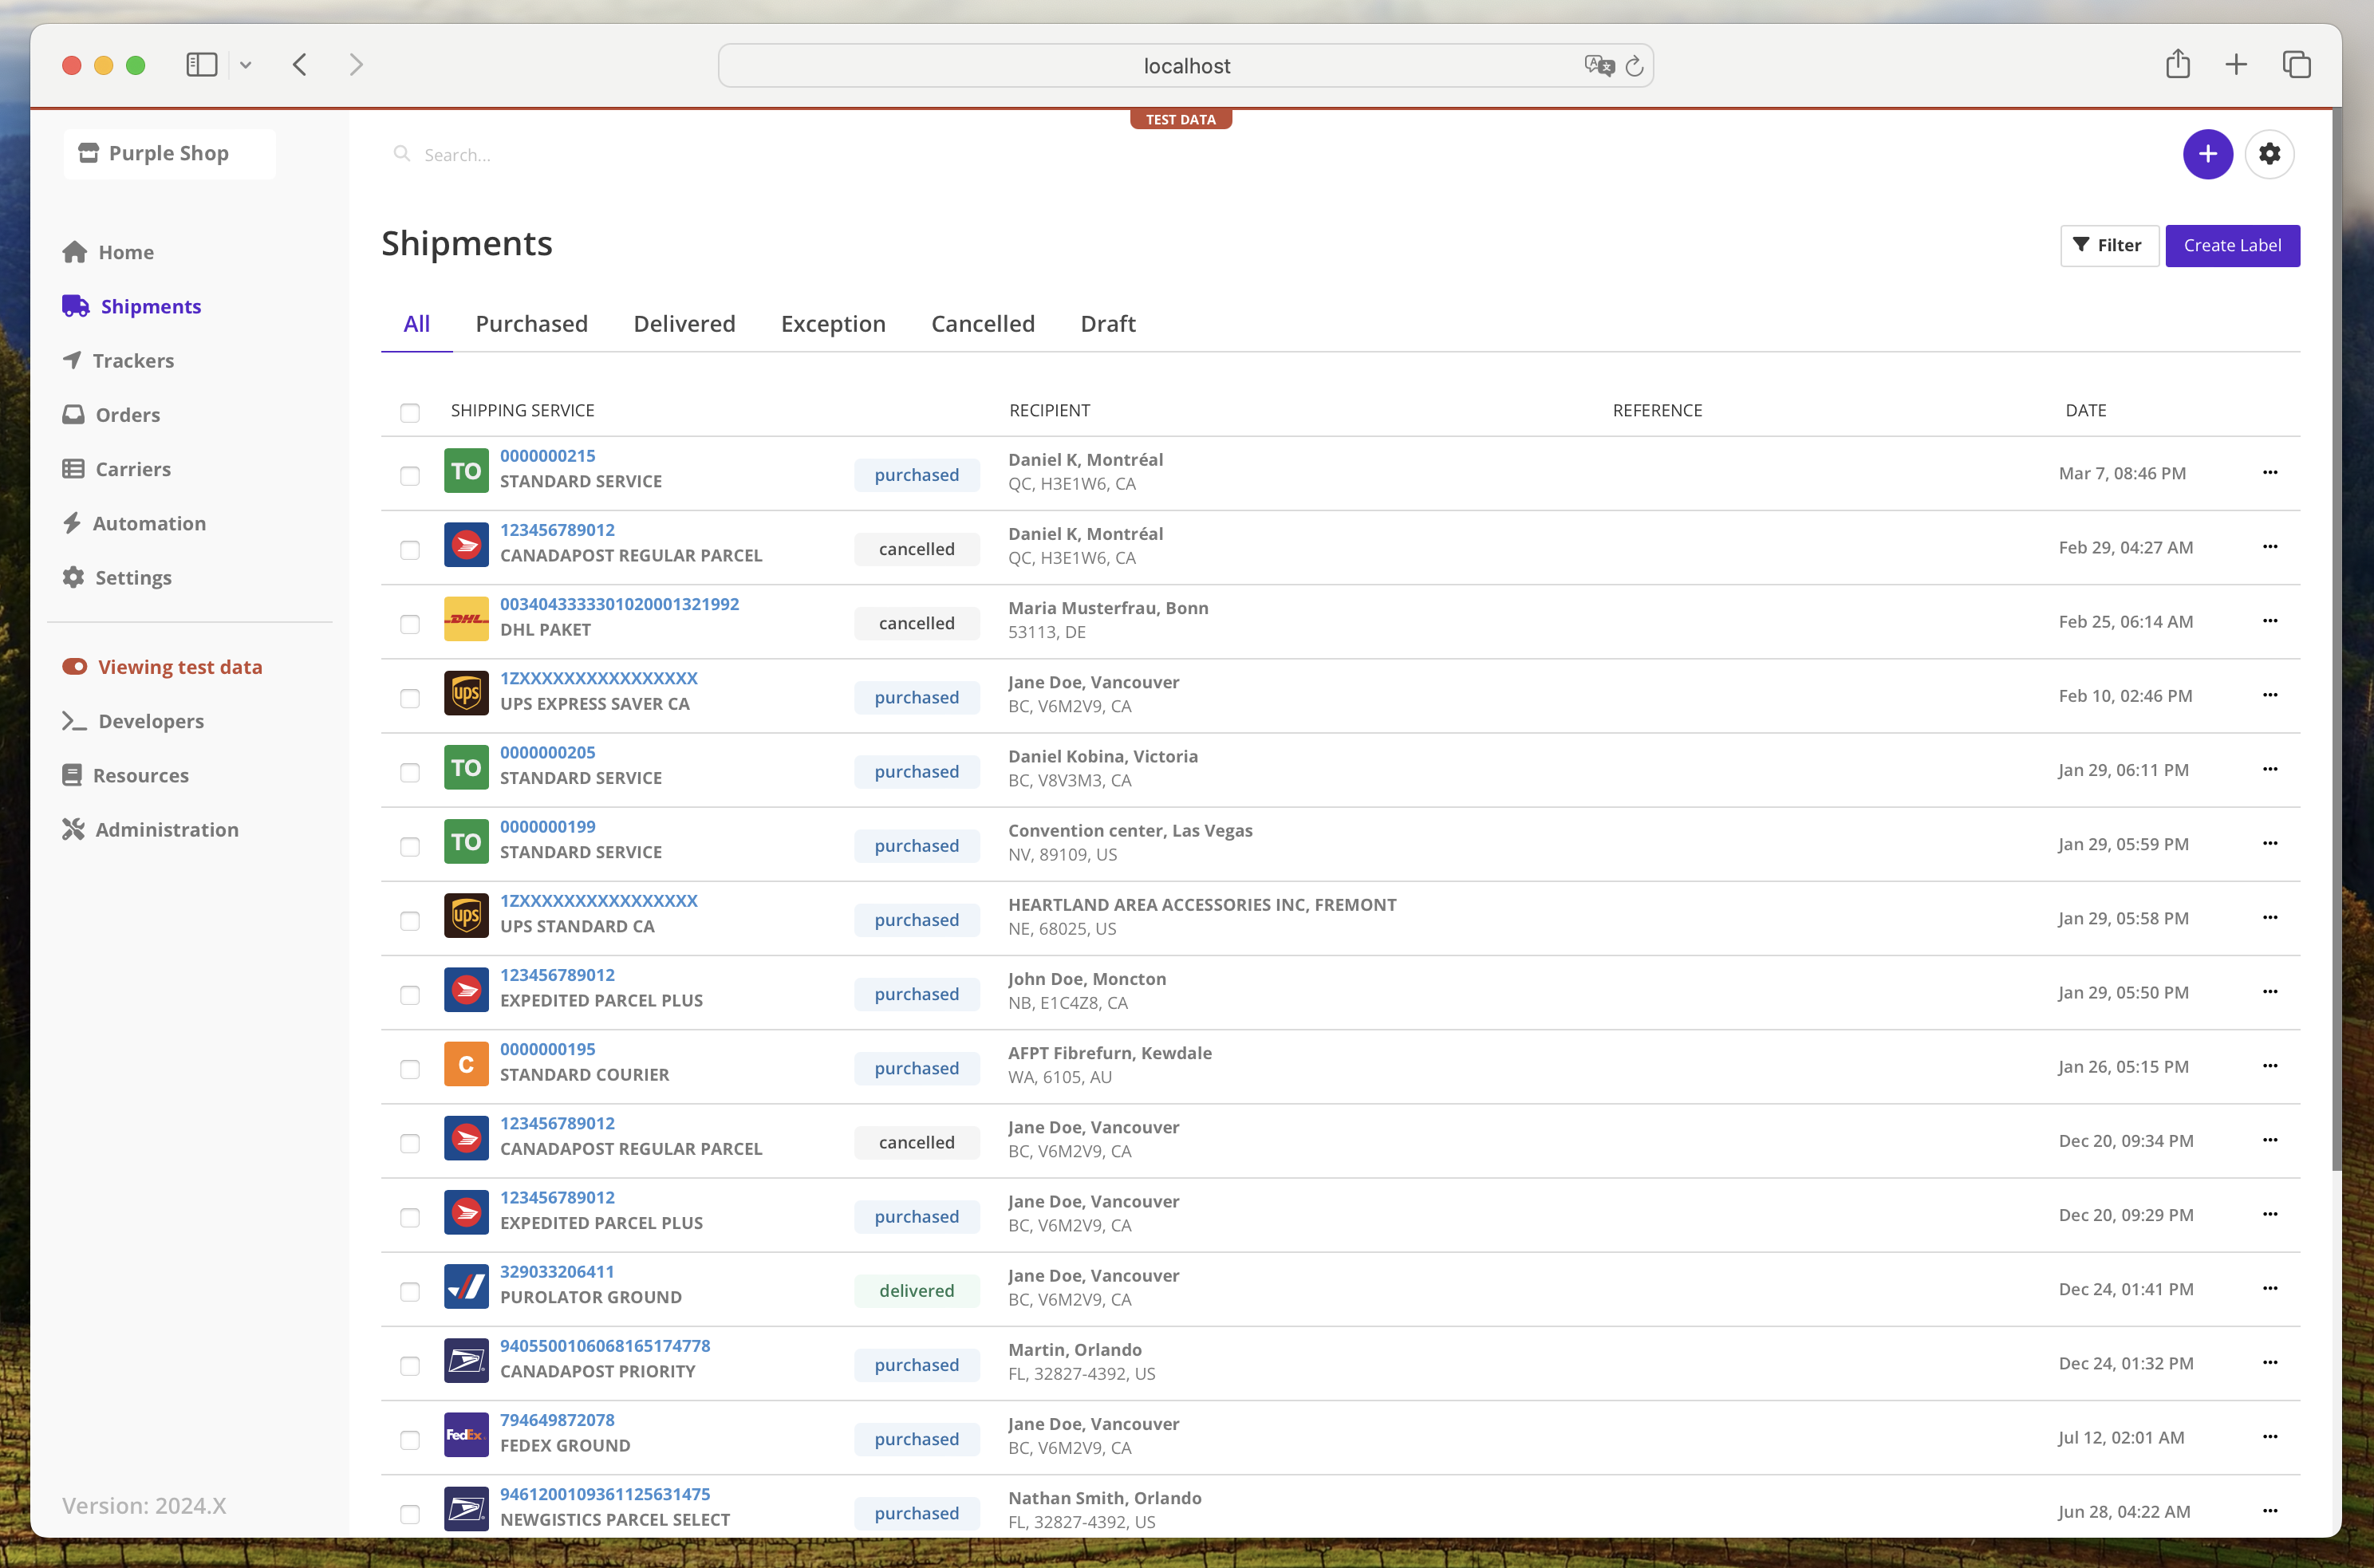 localhost
TEST DATA
Purple Shop
Search...
Home
Shipments
Trackers
Orders
Carriers
Automation
Settings
Viewing test data
Developers
Resources
Administration
Version: 2024.X
Shipments
Filter
Create Label
All Purchased Delivered Exception Cancelled Draft
SHIPPING SERVICE RECIPIENT REFERENCE DATE
TO 0000000215 purchased Daniel K, Montréal Mar 7, 08:46 PM
STANDARD SERVICE QC, H3E1W6, CA
123456789012 cancelled Daniel K, Montréal Feb 29, 04:27 AM
CANADAPOST REGULAR PARCEL QC, H3E1W6, CA
DHL 00340433333010200013​21992 cancelled Maria Musterfrau, Bonn Feb 25, 06:14 AM
DHL PAKET 53113, DE
ups 1ZXXXXXXXXXXXXXXXX purchased Jane Doe, Vancouver Feb 10, 02:46 PM
UPS EXPRESS SAVER CA BC, V6M2V9, CA
TO 0000000205 purchased Daniel Kobina, Victoria Jan 29, 06:11 PM
STANDARD SERVICE BC, V8V3M3, CA
TO 0000000199 purchased Convention center, Las Vegas Jan 29, 05:59 PM
STANDARD SERVICE NV, 89109, US
ups 1ZXXXXXXXXXXXXXXXX purchased HEARTLAND AREA ACCESSORIES INC, FREMONT Jan 29, 05:58 PM
UPS STANDARD CA NE, 68025, US
123456789012 purchased John Doe, Moncton Jan 29, 05:50 PM
EXPEDITED PARCEL PLUS NB, E1C4Z8, CA
C 0000000195 purchased AFPT Fibrefurn, Kewdale Jan 26, 05:15 PM
STANDARD COURIER WA, 6105, AU
123456789012 cancelled Jane Doe, Vancouver Dec 20, 09:34 PM
CANADAPOST REGULAR PARCEL BC, V6M2V9, CA
123456789012 purchased Jane Doe, Vancouver Dec 20, 09:29 PM
EXPEDITED PARCEL PLUS BC, V6M2V9, CA
329033206411 delivered Jane Doe, Vancouver Dec 24, 01:41 PM
PUROLATOR GROUND BC, V6M2V9, CA
9405500106068165174778 purchased Martin, Orlando Dec 24, 01:32 PM
CANADAPOST PRIORITY FL, 32827-4392, US
FedEx 794649872078 purchased Jane Doe, Vancouver Jul 12, 02:01 AM
FEDEX GROUND BC, V6M2V9, CA
9461200109361125631475 purchased Nathan Smith, Orlando Jun 28, 04:22 AM
NEWGISTICS PARCEL SELECT FL, 32827-4392, US